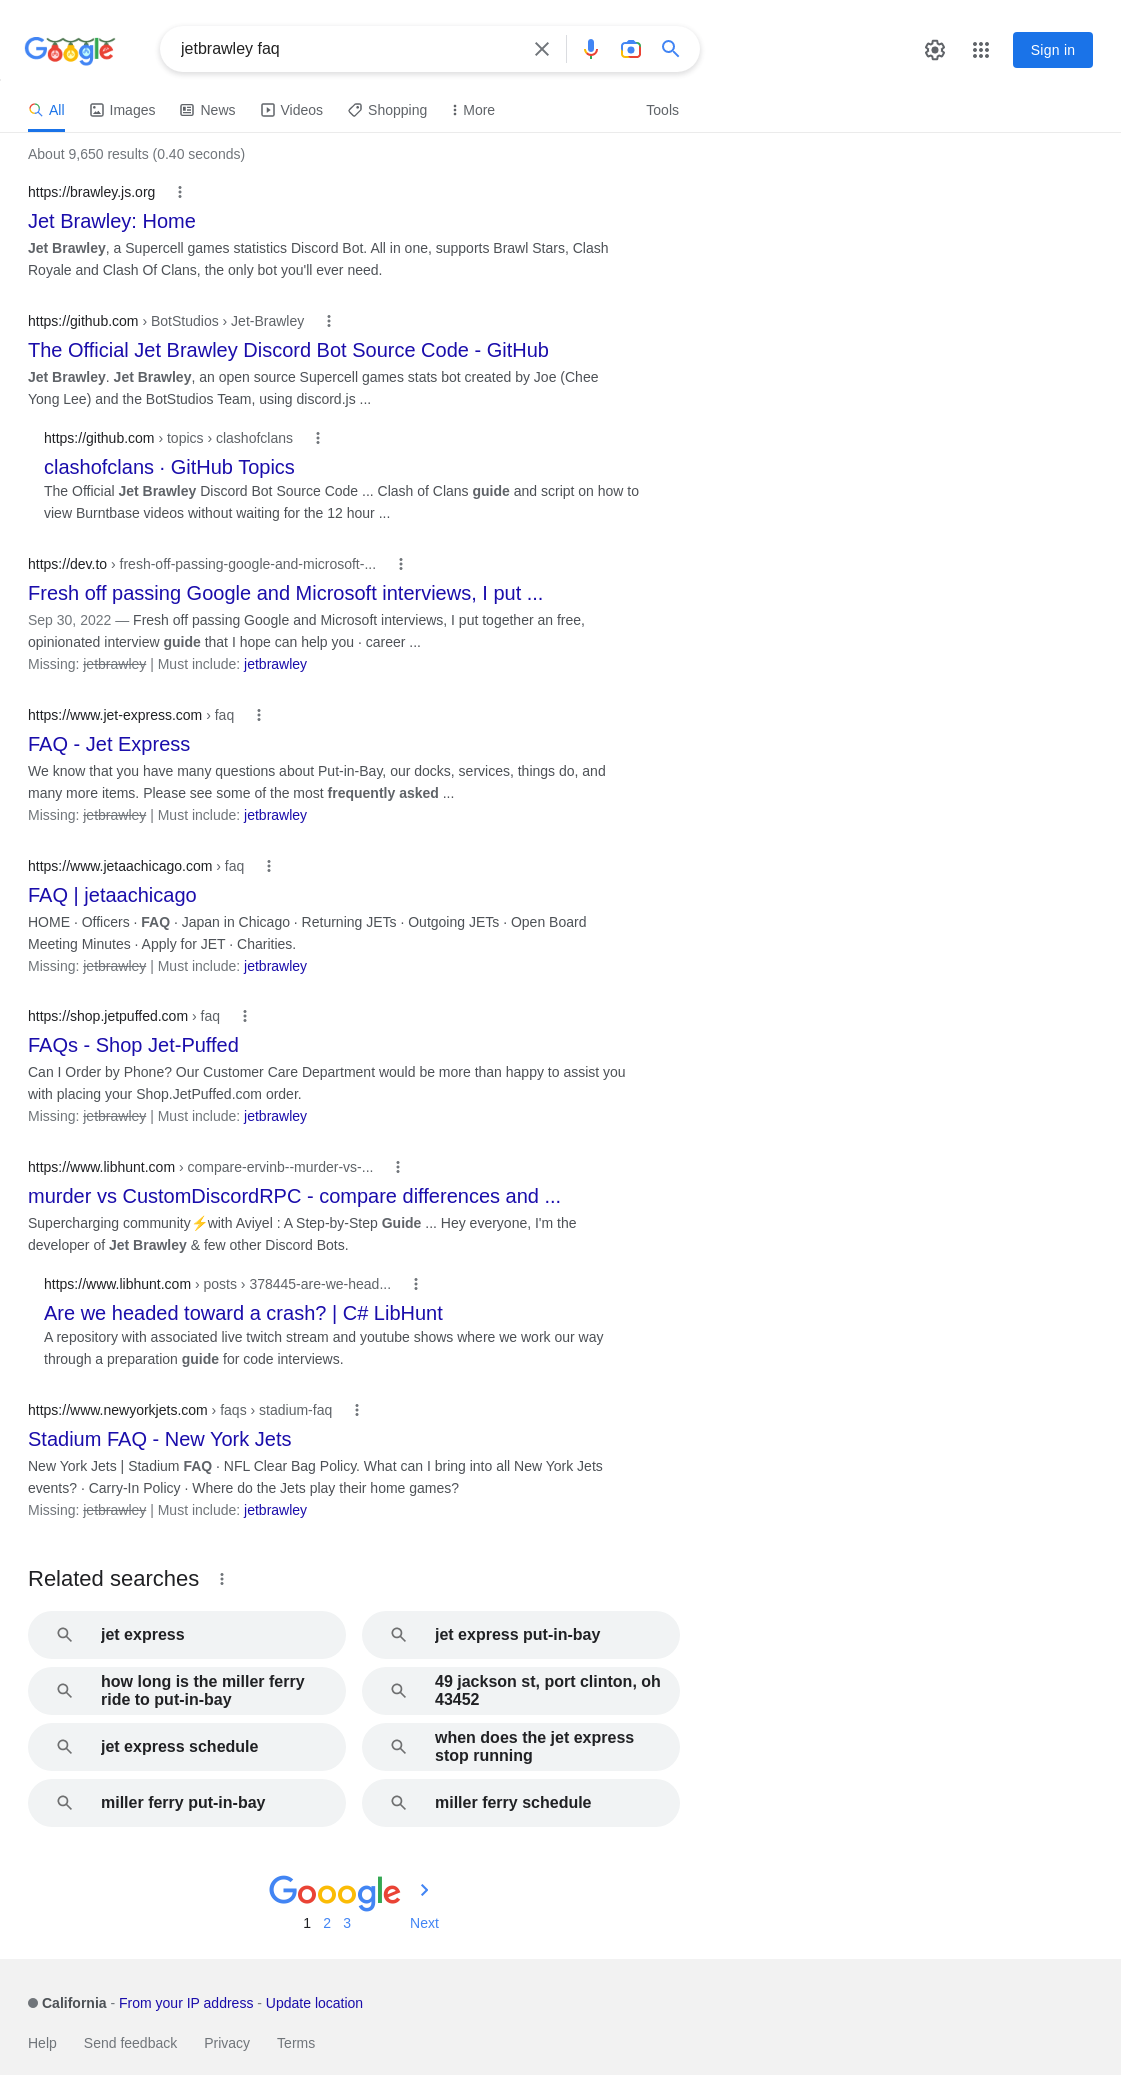 Google
jetbrawley faq
Sign in
All
Images
News
Videos
Shopping
More
Tools
About 9,650 results (0.40 seconds)
https://brawley.js.org
Jet Brawley: Home
Jet Brawley, a Supercell games statistics Discord Bot. All in one, supports Brawl Stars, Clash
Royale and Clash Of Clans, the only bot you'll ever need.
https://github.com › BotStudios › Jet-Brawley
The Official Jet Brawley Discord Bot Source Code - GitHub
Jet Brawley. Jet Brawley, an open source Supercell games stats bot created by Joe (Chee
Yong Lee) and the BotStudios Team, using discord.js ...
https://github.com › topics › clashofclans
clashofclans · GitHub Topics
The Official Jet Brawley Discord Bot Source Code ... Clash of Clans guide and script on how to
view Burntbase videos without waiting for the 12 hour ...
https://dev.to › fresh-off-passing-google-and-microsoft-...
Fresh off passing Google and Microsoft interviews, I put ...
Sep 30, 2022 — Fresh off passing Google and Microsoft interviews, I put together an free,
opinionated interview guide that I hope can help you · career ...
Missing: jetbrawley | Must include: jetbrawley
https://www.jet-express.com › faq
FAQ - Jet Express
We know that you have many questions about Put-in-Bay, our docks, services, things do, and
many more items. Please see some of the most frequently asked ...
Missing: jetbrawley | Must include: jetbrawley
https://www.jetaachicago.com › faq
FAQ | jetaachicago
HOME · Officers · FAQ · Japan in Chicago · Returning JETs · Outgoing JETs · Open Board
Meeting Minutes · Apply for JET · Charities.
Missing: jetbrawley | Must include: jetbrawley
https://shop.jetpuffed.com › faq
FAQs - Shop Jet-Puffed
Can I Order by Phone? Our Customer Care Department would be more than happy to assist you
with placing your Shop.JetPuffed.com order.
Missing: jetbrawley | Must include: jetbrawley
https://www.libhunt.com › compare-ervinb--murder-vs-...
murder vs CustomDiscordRPC - compare differences and ...
Supercharging community⚡with Aviyel : A Step-by-Step Guide ... Hey everyone, I'm the
developer of Jet Brawley & few other Discord Bots.
https://www.libhunt.com › posts › 378445-are-we-head...
Are we headed toward a crash? | C# LibHunt
A repository with associated live twitch stream and youtube shows where we work our way
through a preparation guide for code interviews.
https://www.newyorkjets.com › faqs › stadium-faq
Stadium FAQ - New York Jets
New York Jets | Stadium FAQ · NFL Clear Bag Policy. What can I bring into all New York Jets
events? · Carry-In Policy · Where do the Jets play their home games?
Missing: jetbrawley | Must include: jetbrawley
Related searches
jet express
jet express put-in-bay
how long is the miller ferry
ride to put-in-bay
49 jackson st, port clinton, oh
43452
jet express schedule
when does the jet express
stop running
miller ferry put-in-bay
miller ferry schedule
Gooogle
1 2 3 Next
California - From your IP address - Update location
Help Send feedback Privacy Terms